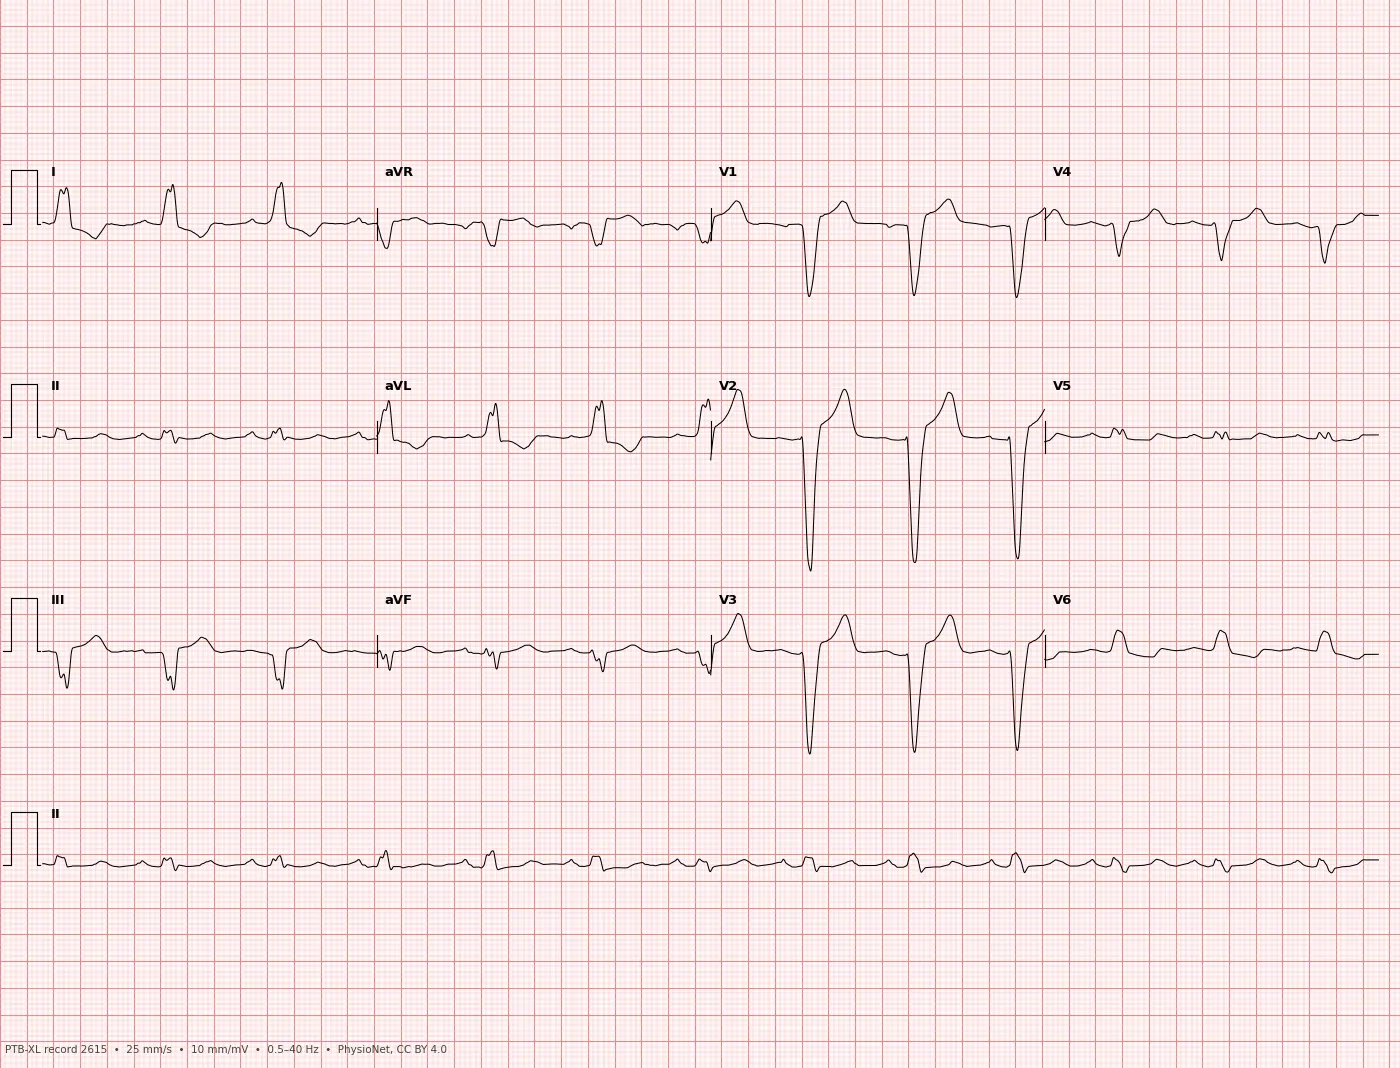 I aVR V1 V4
II aVL V2 V5
III aVF V3 V6
II
PTB-XL record 2615 • 25 mm/s • 10 mm/mV • 0.5–40 Hz • PhysioNet, CC BY 4.0